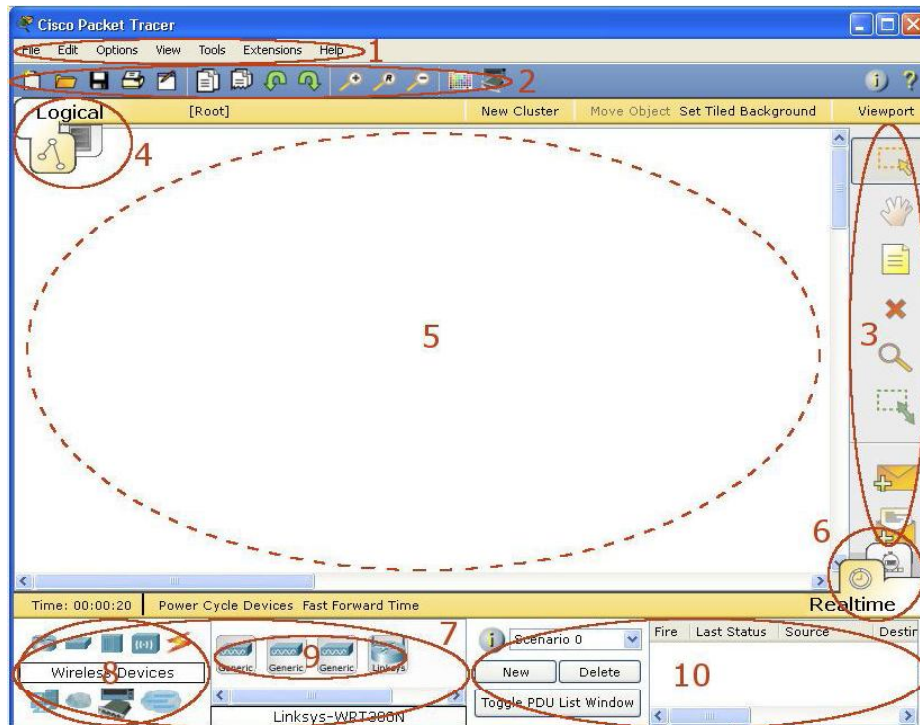 Cisco Packet Tracer
File Edit Options View Tools Extensions Help 1
2
Logical [Root] New Cluster Move Object Set Tiled Background Viewport
4
5
3
6
Realtime
Time: 00:00:20 Power Cycle Devices Fast Forward Time
7
8
Wireless Devices
9
Generic Generic Generic Linksys
Linksys-WRT300N
Scenario 0
New Delete
Toggle PDU List Window
Fire Last Status Source Destin
10